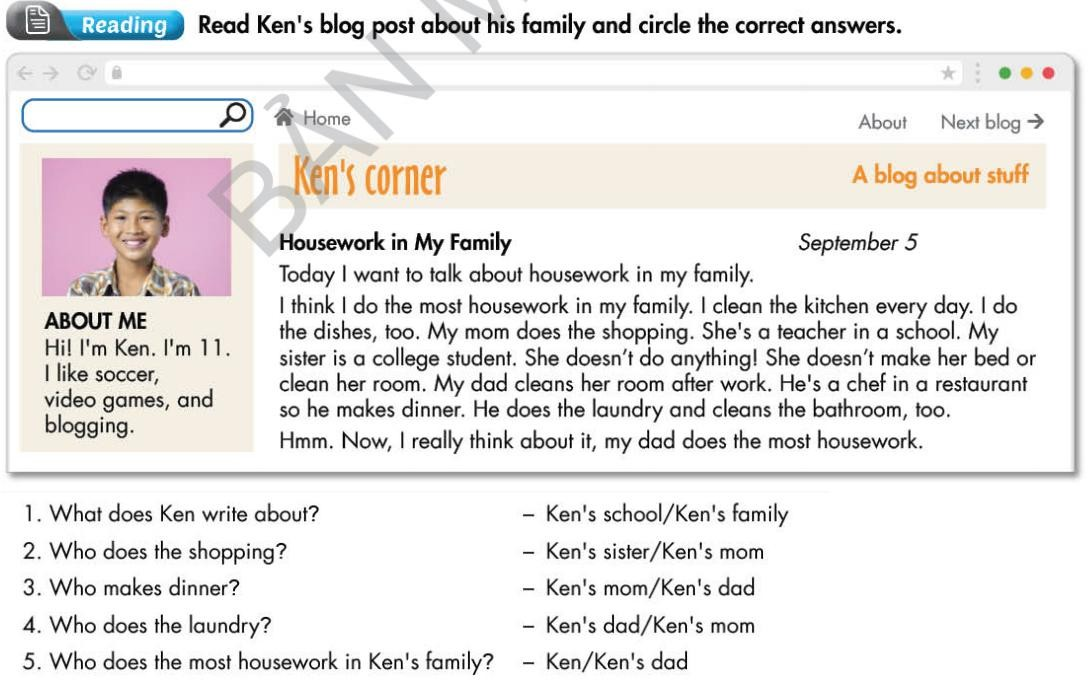 Reading Read Ken's blog post about his family and circle the correct answers.
Home
About Next blog →
Ken's corner
A blog about stuff
ABOUT ME
Hi! I'm Ken. I'm 11.
I like soccer,
video games, and
blogging.
Housework in My Family September 5
Today I want to talk about housework in my family.
I think I do the most housework in my family. I clean the kitchen every day. I do
the dishes, too. My mom does the shopping. She's a teacher in a school. My
sister is a college student. She doesn't do anything! She doesn't make her bed or
clean her room. My dad cleans her room after work. He's a chef in a restaurant
so he makes dinner. He does the laundry and cleans the bathroom, too.
Hmm. Now, I really think about it, my dad does the most housework.
1. What does Ken write about? – Ken's school/Ken's family
2. Who does the shopping? – Ken's sister/Ken's mom
3. Who makes dinner? – Ken's mom/Ken's dad
4. Who does the laundry? – Ken's dad/Ken's mom
5. Who does the most housework in Ken's family? – Ken/Ken's dad
BẢN M